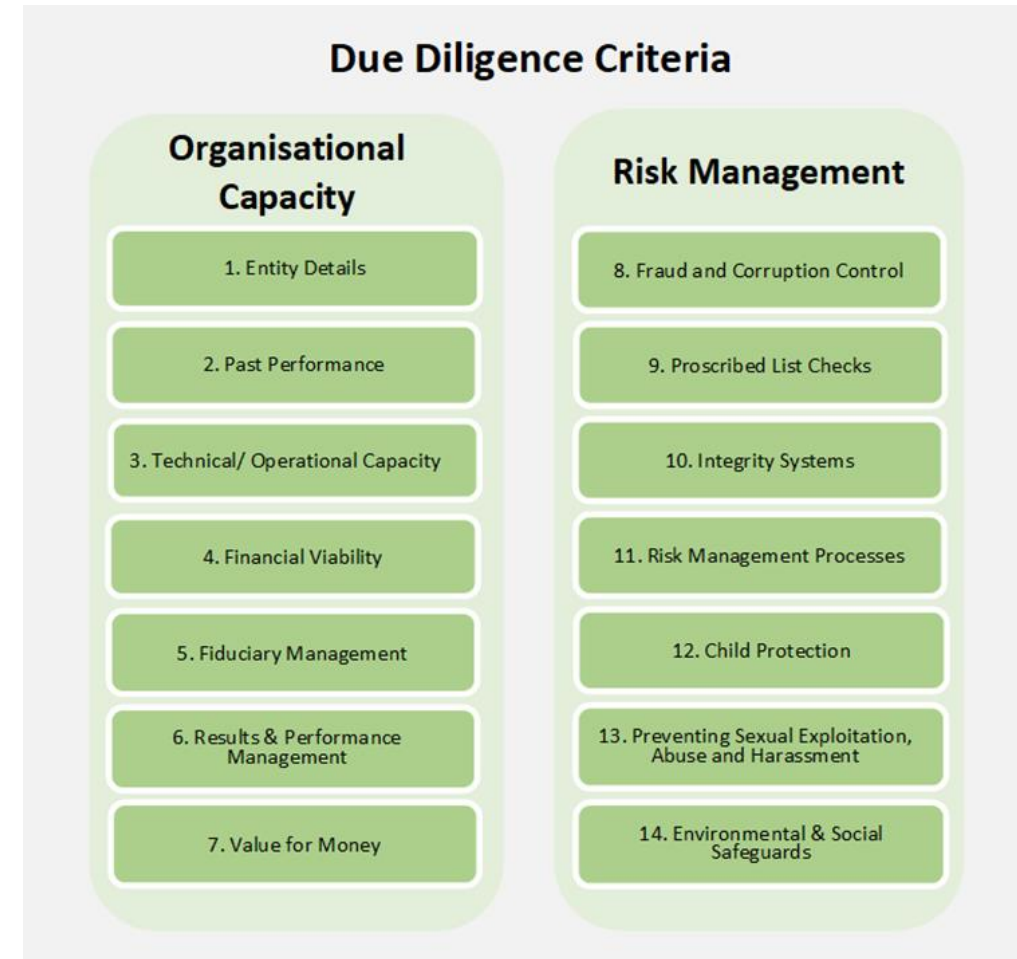 Due Diligence Criteria
Organisational
Capacity
1. Entity Details
2. Past Performance
3. Technical/ Operational Capacity
4. Financial Viability
5. Fiduciary Management
6. Results & Performance
Management
7. Value for Money
Risk Management
8. Fraud and Corruption Control
9. Proscribed List Checks
10. Integrity Systems
11. Risk Management Processes
12. Child Protection
13. Preventing Sexual Exploitation,
Abuse and Harassment
14. Environmental & Social
Safeguards